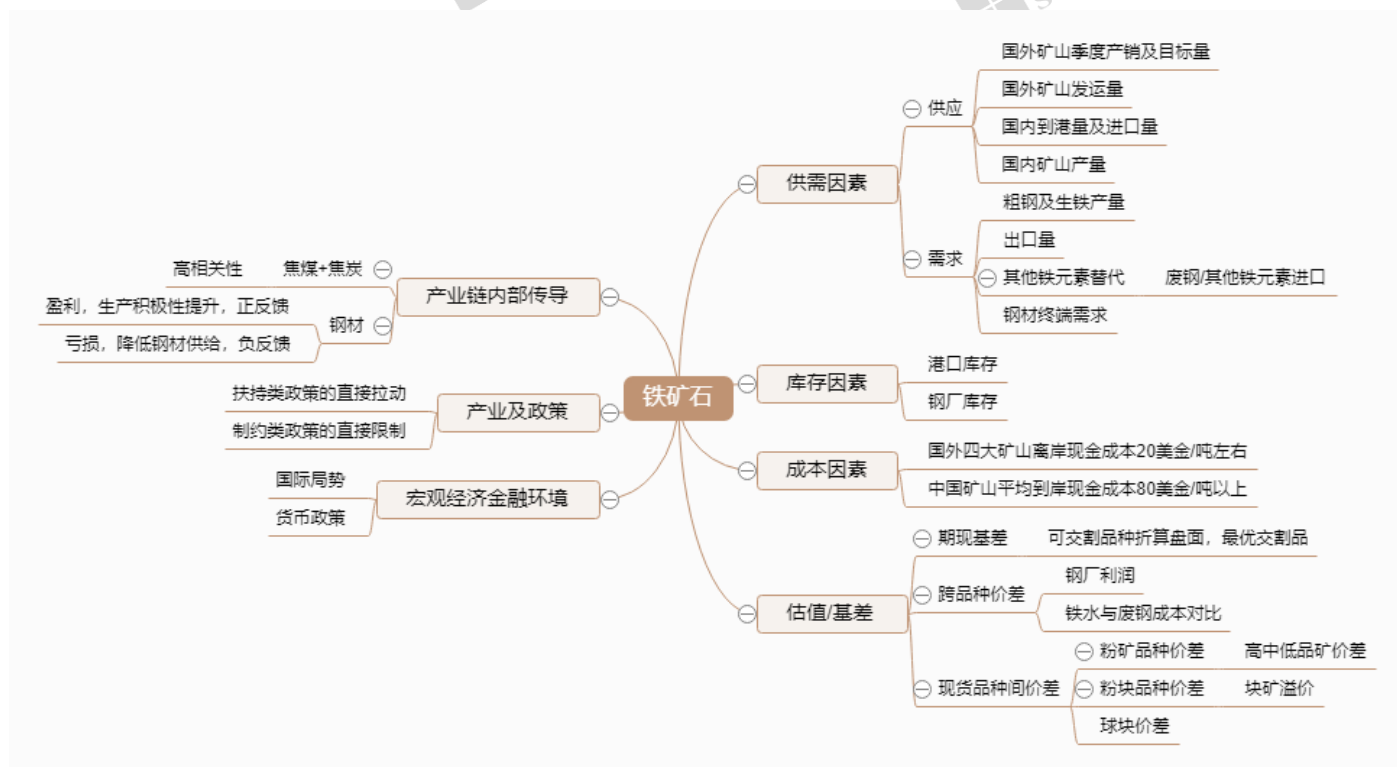 铁矿石
供需因素
供应
国外矿山季度产销及目标量
国外矿山发运量
国内到港量及进口量
国内矿山产量
需求
粗钢及生铁产量
出口量
其他铁元素替代
废钢/其他铁元素进口
钢材终端需求
库存因素
港口库存
钢厂库存
成本因素
国外四大矿山离岸现金成本20美金/吨左右
中国矿山平均到岸现金成本80美金/吨以上
估值/基差
期现基差
可交割品种折算盘面，最优交割品
跨品种价差
钢厂利润
铁水与废钢成本对比
现货品种间价差
粉矿品种价差
高中低品矿价差
粉块品种价差
块矿溢价
球块价差
产业链内部传导
焦煤+焦炭
高相关性
钢材
盈利，生产积极性提升，正反馈
亏损，降低钢材供给，负反馈
产业及政策
扶持类政策的直接拉动
制约类政策的直接限制
宏观经济金融环境
国际局势
货币政策